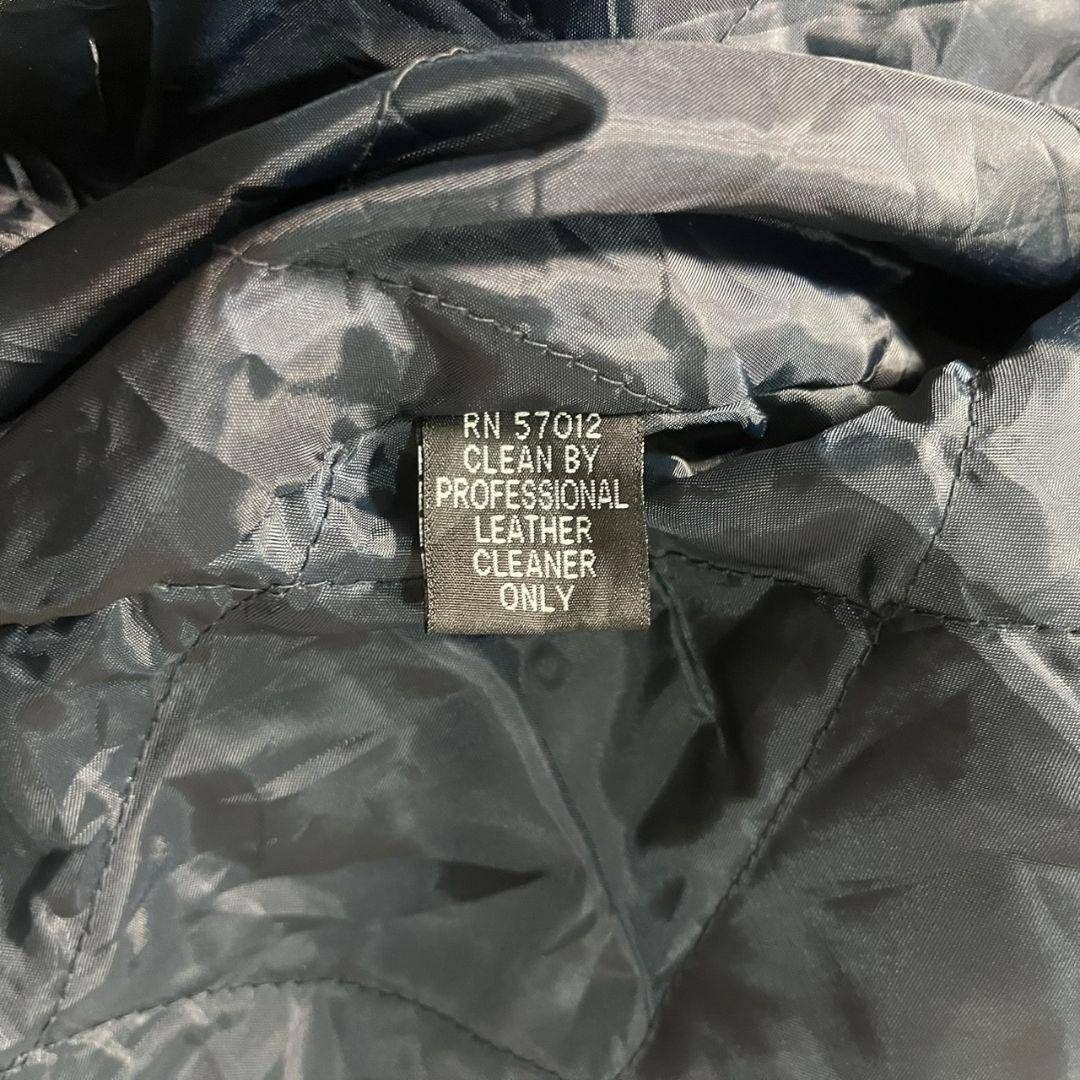 RN 57012
CLEAN BY
PROFESSIONAL
LEATHER
CLEANER
ONLY